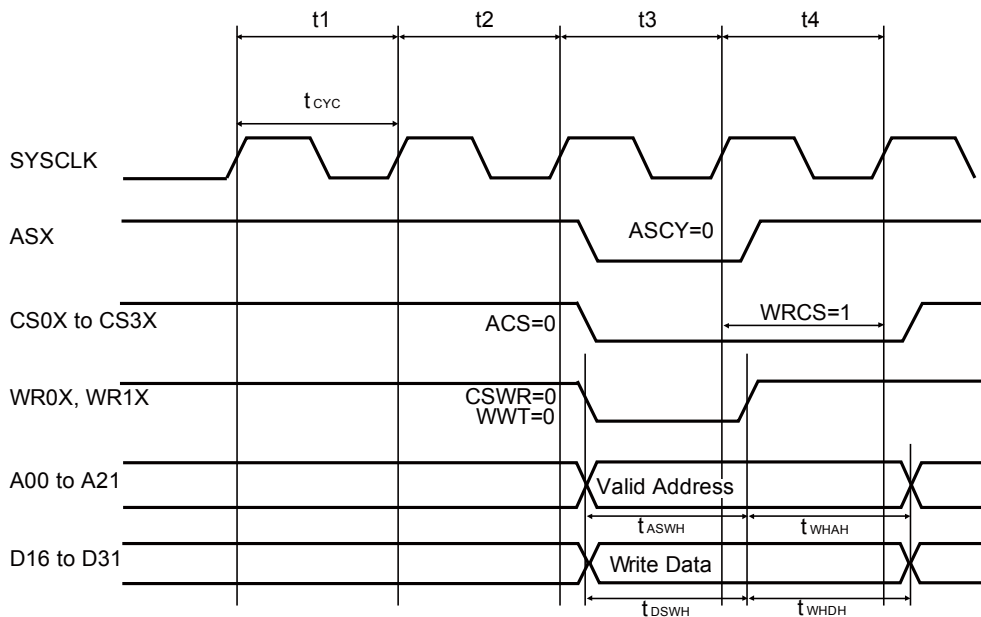 t1 t2 t3 t4
tCYC
SYSCLK
ASX ASCY=0
CS0X to CS3X ACS=0 WRCS=1
WR0X, WR1X CSWR=0
WWT=0
A00 to A21 Valid Address
tASWH tWHAH
D16 to D31 Write Data
tDSWH tWHDH